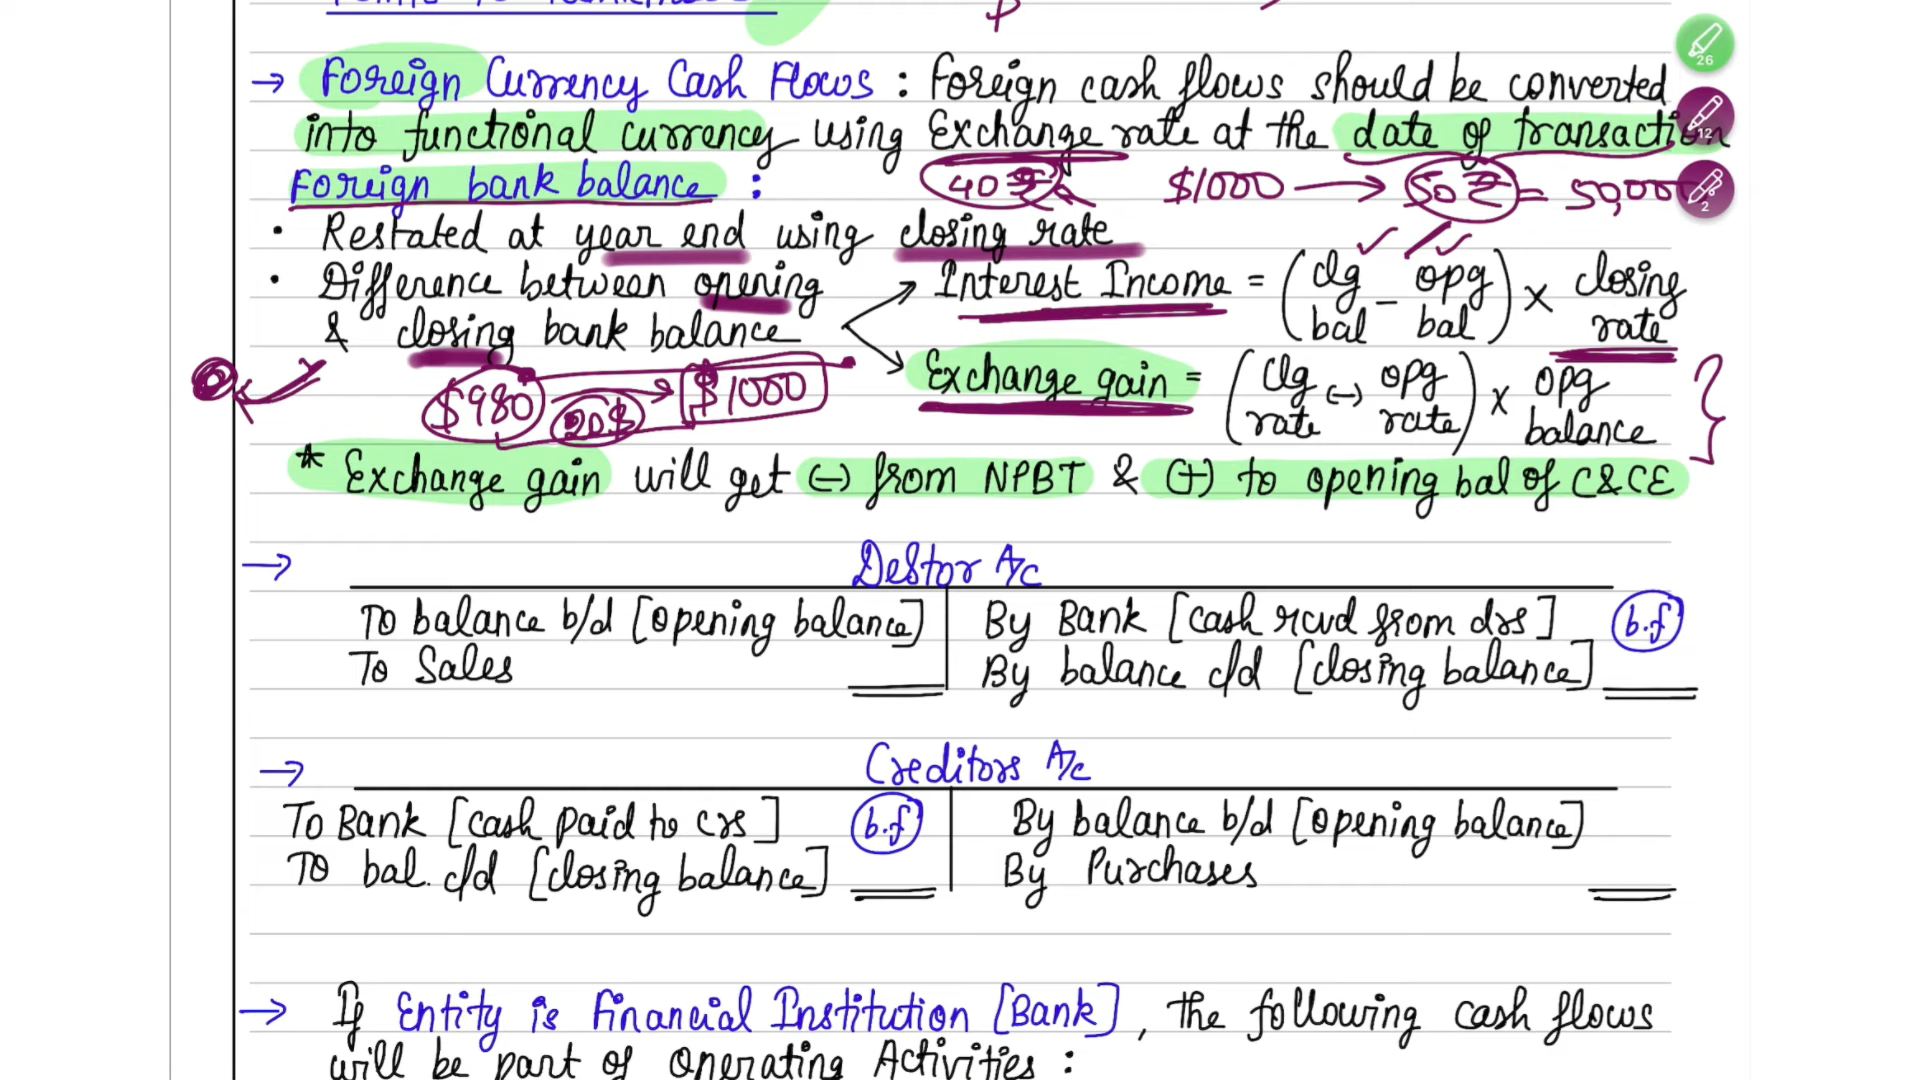 → Foreign Currency Cash Flows : Foreign cash flows should be converted
into functional currency using Exchange rate at the date of transaction
Foreign bank balance : 40₹ $1000 → 50₹ = 50,000
• Restated at year end using closing rate
• Difference between opening
& closing bank balance
Interest Income = (clg bal - opg bal) × closing rate
Exchange gain = (clg rate (-) opg rate) × opg balance
$980 20$ $1000
* Exchange gain will get (-) from NPBT & (+) to opening bal of C&CE
→ Debtor A/c
To balance b/d [opening balance] By Bank [cash rcvd from drs] b.f
To Sales By balance c/d [closing balance]
→ Creditors A/c
To Bank [cash paid to crs] b.f By balance b/d [opening balance]
To bal. c/d [closing balance] By Purchases
→ If Entity is Financial Institution [Bank], the following cash flows
will be part of Operating Activities :
26
12
2